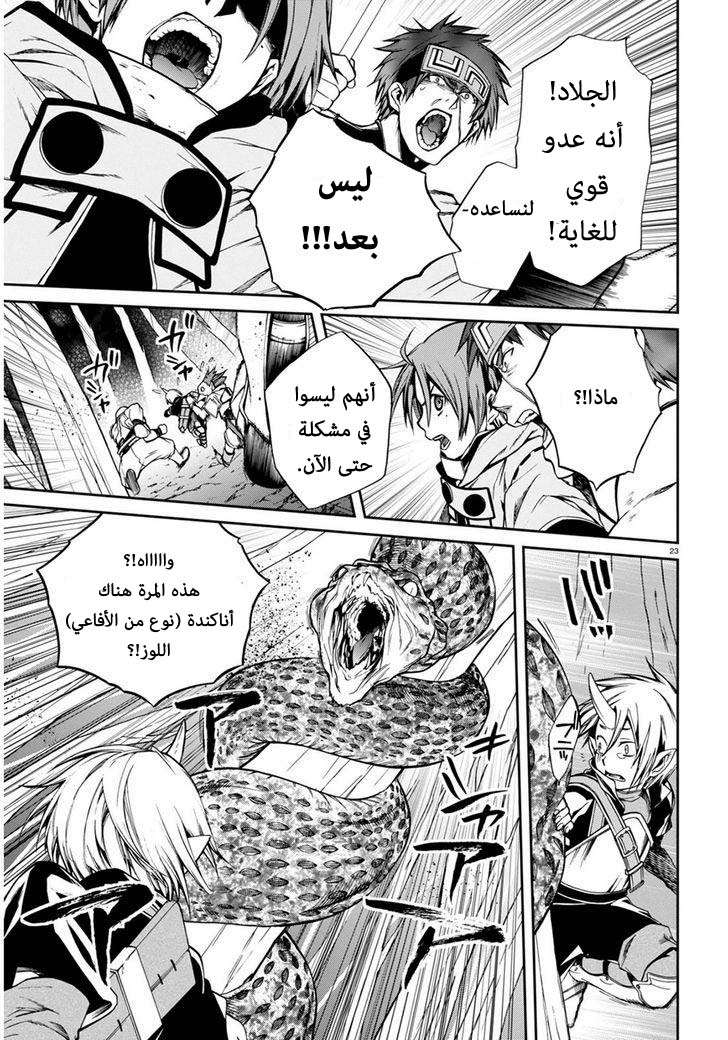 الجلاد!
أنه عدو
قوي
للغاية!
لنساعده-
ليس
بعد!!!
ماذا!؟
أنهم ليسوا
في مشكلة
حتى الآن.
23
واااااه!؟
هذه المرة هناك
أناكندة (نوع من الأفاعي)
اللوز!؟